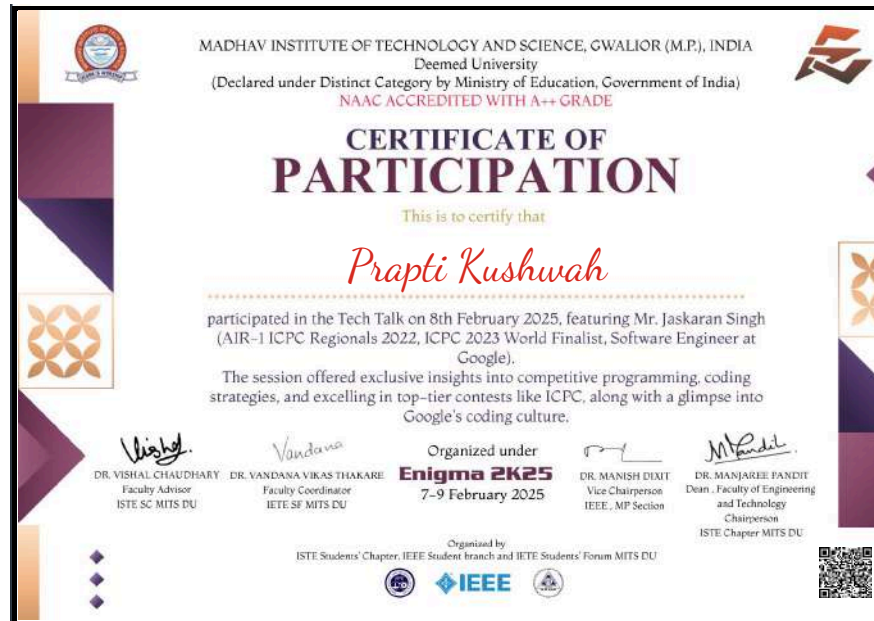 MADHAV INSTITUTE OF TECHNOLOGY AND SCIENCE, GWALIOR (M.P.), INDIA
Deemed University
(Declared under Distinct Category by Ministry of Education, Government of India)
NAAC ACCREDITED WITH A++ GRADE
CERTIFICATE OF
PARTICIPATION
This is to certify that
Prapti Kushwah
participated in the Tech Talk on 8th February 2025, featuring Mr. Jaskaran Singh
(AIR-1 ICPC Regionals 2022, ICPC 2023 World Finalist, Software Engineer at
Google).
The session offered exclusive insights into competitive programming, coding
strategies, and excelling in top-tier contests like ICPC, along with a glimpse into
Google's coding culture.
Vishal
DR. VISHAL CHAUDHARY
Faculty Advisor
ISTE SC MITS DU
Vandana
DR. VANDANA VIKAS THAKARE
Faculty Coordinator
IETE SF MITS DU
Organized under
Enigma 2K25
7-9 February 2025
DR. MANISH DIXIT
Vice Chairperson
IEEE , MP Section
MPandit
DR. MANJAREE PANDIT
Dean , Faculty of Engineering
and Technology
Chairperson
ISTE Chapter MITS DU
Organized by
ISTE Students' Chapter, IEEE Student branch and IETE Students' Forum MITS DU
IEEE